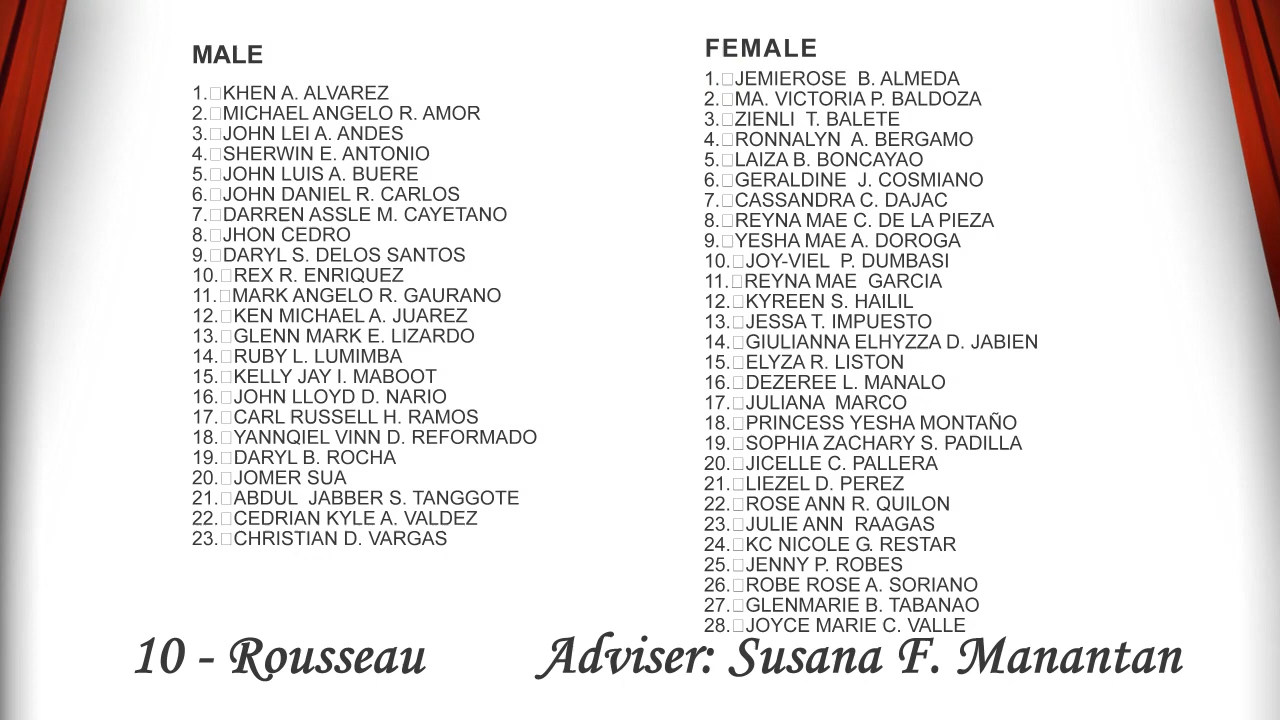 MALE
1.□KHEN A. ALVAREZ
2.□MICHAEL ANGELO R. AMOR
3.□JOHN LEI A. ANDES
4.□SHERWIN E. ANTONIO
5.□JOHN LUIS A. BUERE
6.□JOHN DANIEL R. CARLOS
7.□DARREN ASSLE M. CAYETANO
8.□JHON CEDRO
9.□DARYL S. DELOS SANTOS
10.□REX R. ENRIQUEZ
11.□MARK ANGELO R. GAURANO
12.□KEN MICHAEL A. JUAREZ
13.□GLENN MARK E. LIZARDO
14.□RUBY L. LUMIMBA
15.□KELLY JAY I. MABOOT
16.□JOHN LLOYD D. NARIO
17.□CARL RUSSELL H. RAMOS
18.□YANNQIEL VINN D. REFORMADO
19.□DARYL B. ROCHA
20.□JOMER SUA
21.□ABDUL  JABBER S. TANGGOTE
22.□CEDRIAN KYLE A. VALDEZ
23.□CHRISTIAN D. VARGAS
FEMALE
1.□JEMIEROSE  B. ALMEDA
2.□MA. VICTORIA P. BALDOZA
3.□ZIENLI  T. BALETE
4.□RONNALYN  A. BERGAMO
5.□LAIZA B. BONCAYAO
6.□GERALDINE  J. COSMIANO
7.□CASSANDRA C. DAJAC
8.□REYNA MAE C. DE LA PIEZA
9.□YESHA MAE A. DOROGA
10.□JOY-VIEL  P. DUMBASI
11.□REYNA MAE  GARCIA
12.□KYREEN S. HAILIL
13.□JESSA T. IMPUESTO
14.□GIULIANNA ELHYZZA D. JABIEN
15.□ELYZA R. LISTON
16.□DEZEREE L. MANALO
17.□JULIANA  MARCO
18.□PRINCESS YESHA MONTAÑO
19.□SOPHIA ZACHARY S. PADILLA
20.□JICELLE C. PALLERA
21.□LIEZEL D. PEREZ
22.□ROSE ANN R. QUILON
23.□JULIE ANN  RAAGAS
24.□KC NICOLE G. RESTAR
25.□JENNY P. ROBES
26.□ROBE ROSE A. SORIANO
27.□GLENMARIE B. TABANAO
28.□JOYCE MARIE C. VALLE
10 - Rousseau
Adviser: Susana F. Manantan